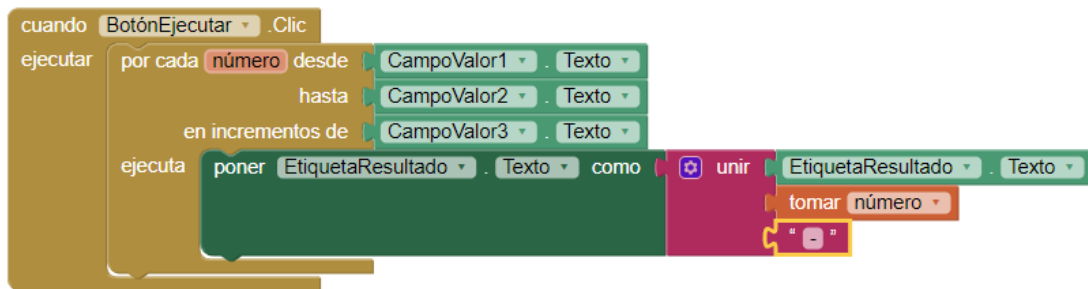 cuando BotónEjecutar .Clic
ejecutar por cada número desde CampoValor1 . Texto
hasta CampoValor2 . Texto
en incrementos de CampoValor3 . Texto
ejecuta poner EtiquetaResultado . Texto como unir EtiquetaResultado . Texto
tomar número
“ - ”